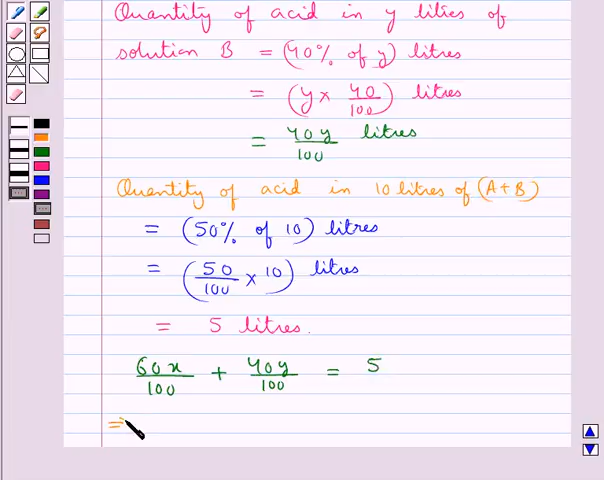 Quantity of acid in y litres of
solution B = (40% of y) litres
= (y × 40/100) litres
= 40y/100 litres
Quantity of acid in 10 litres of (A+B)
= (50% of 10) litres
= (50/100 × 10) litres
= 5 litres.
60x/100 + 40y/100 = 5
=